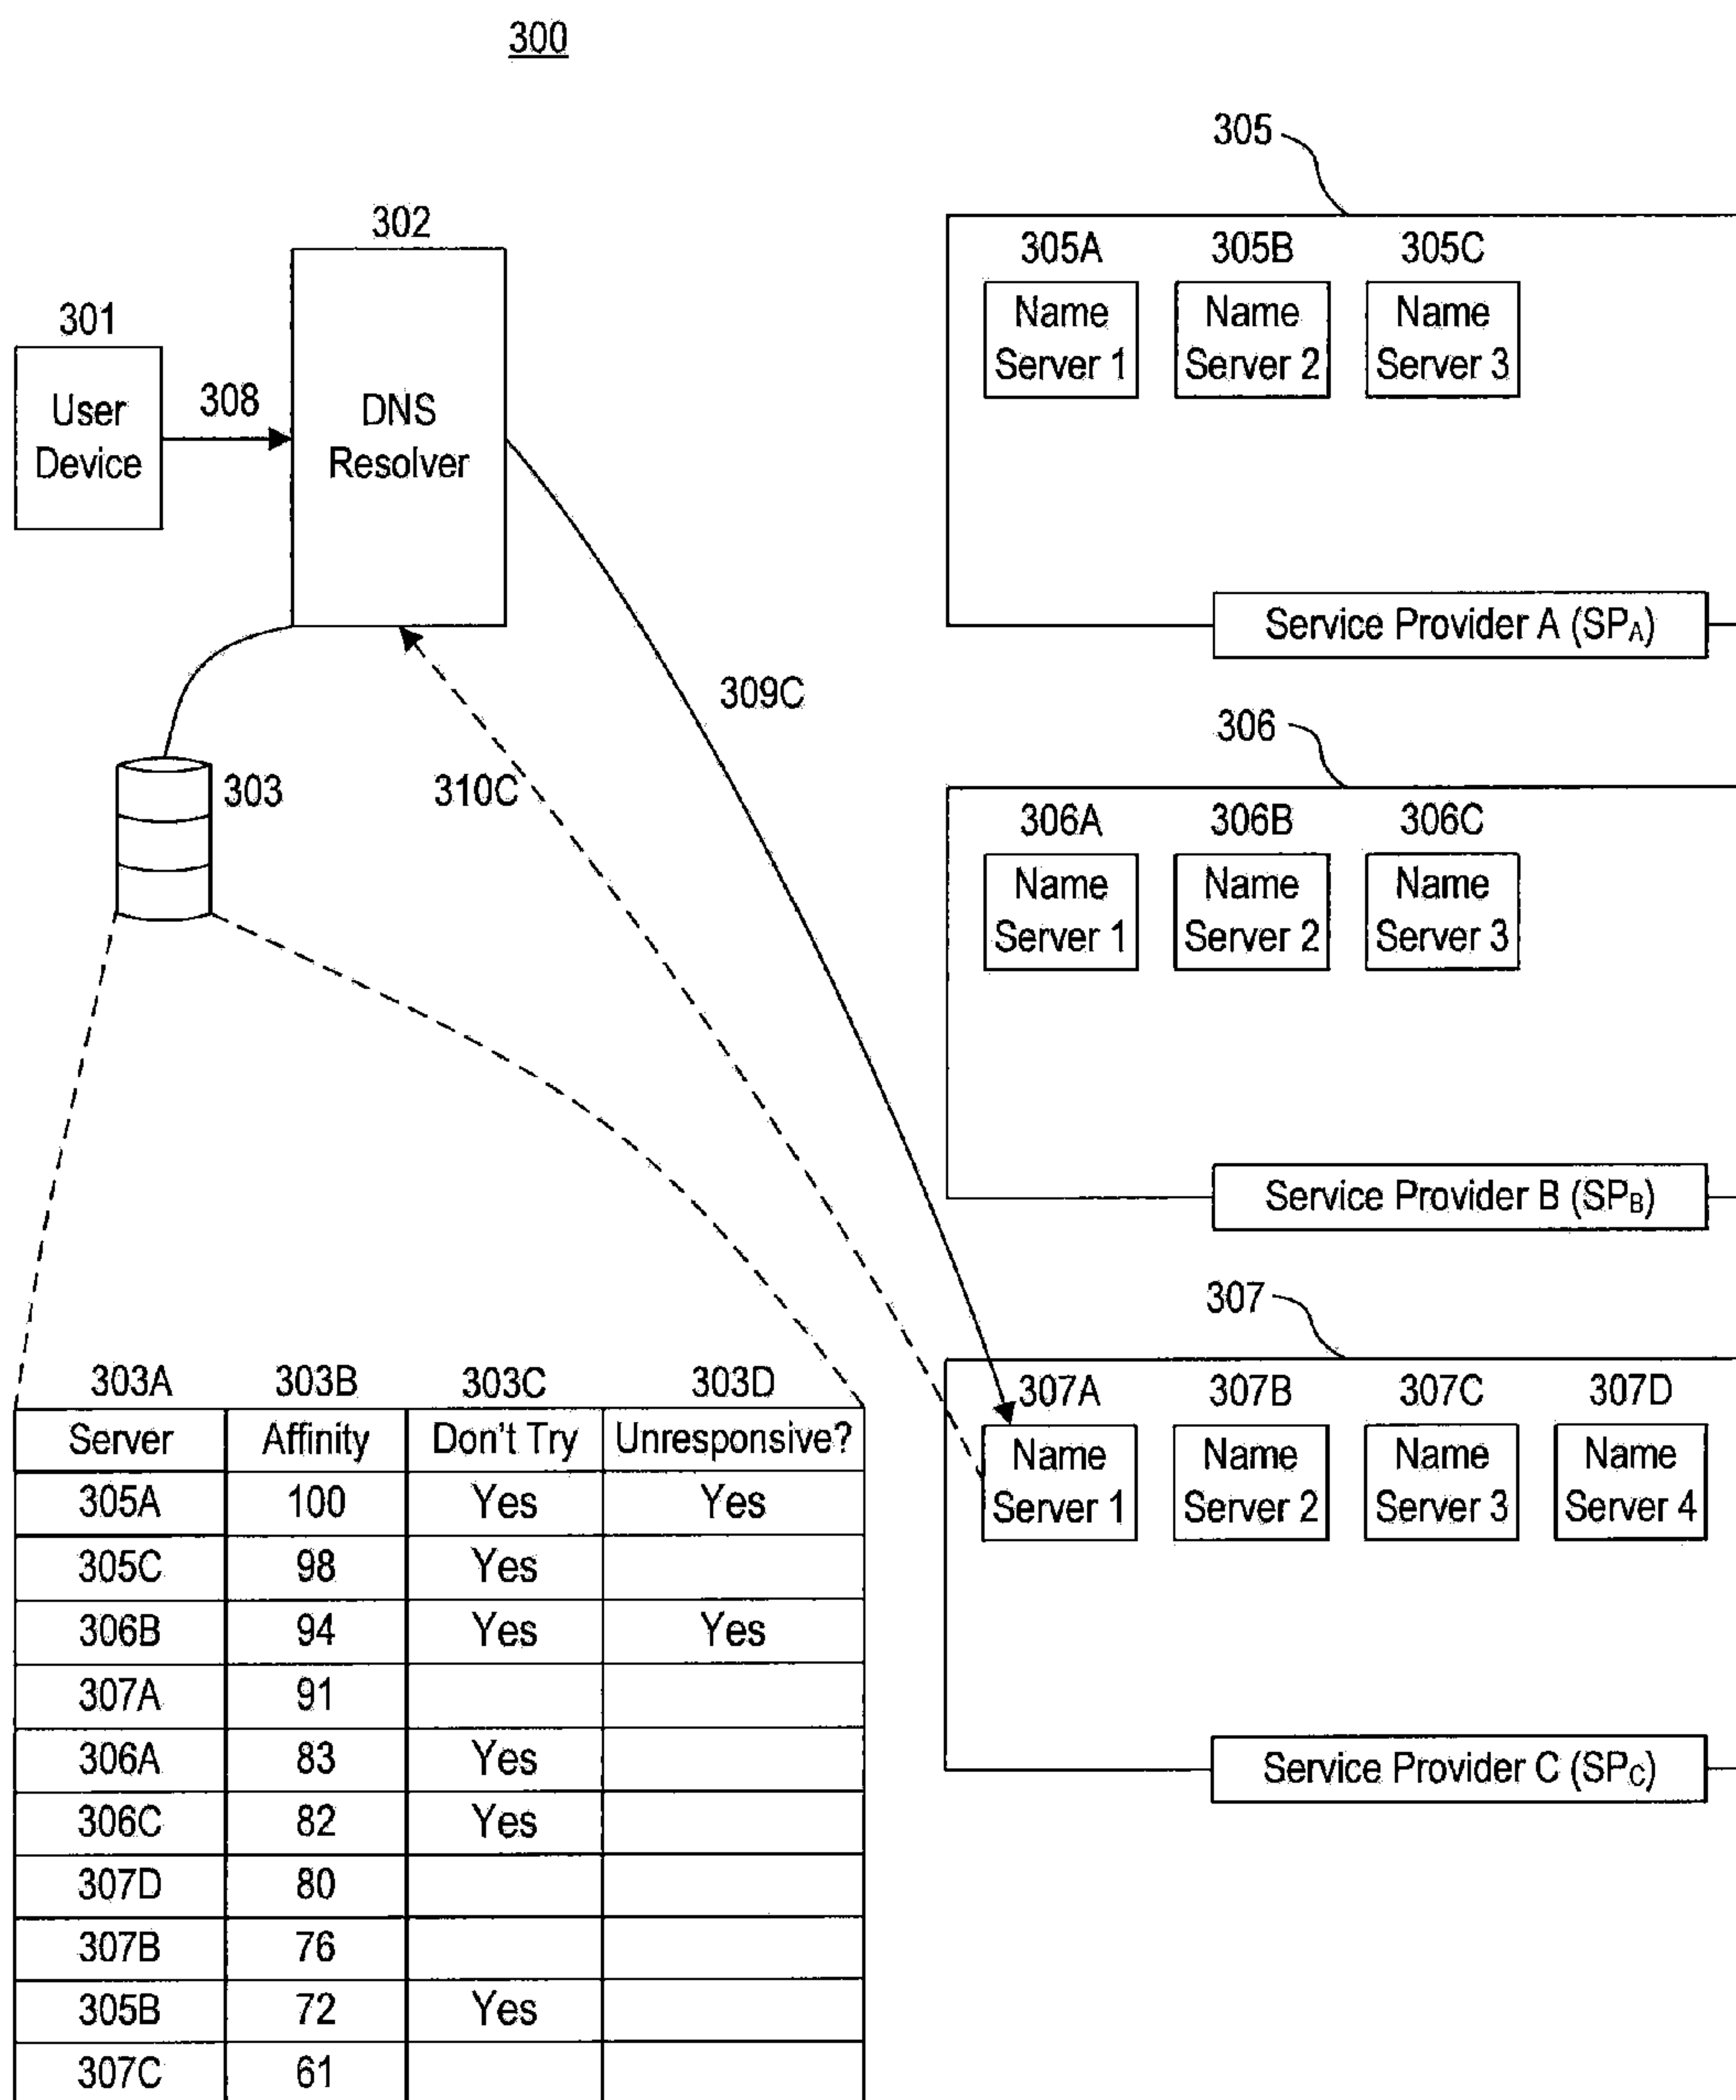 300
305
302
305A 305B 305C
301
Name Server 1
Name Server 2
Name Server 3
User Device
308
DNS Resolver
Service Provider A (SPA)
309C
306
303
310C
306A 306B 306C
Name Server 1
Name Server 2
Name Server 3
Service Provider B (SPB)
307
303A 303B 303C 303D
307A 307B 307C 307D
Server Affinity Don't Try Unresponsive?
Name Server 1
Name Server 2
Name Server 3
Name Server 4
305A 100 Yes Yes
305C 98 Yes
306B 94 Yes Yes
307A 91
306A 83 Yes
Service Provider C (SPC)
306C 82 Yes
307D 80
307B 76
305B 72 Yes
307C 61